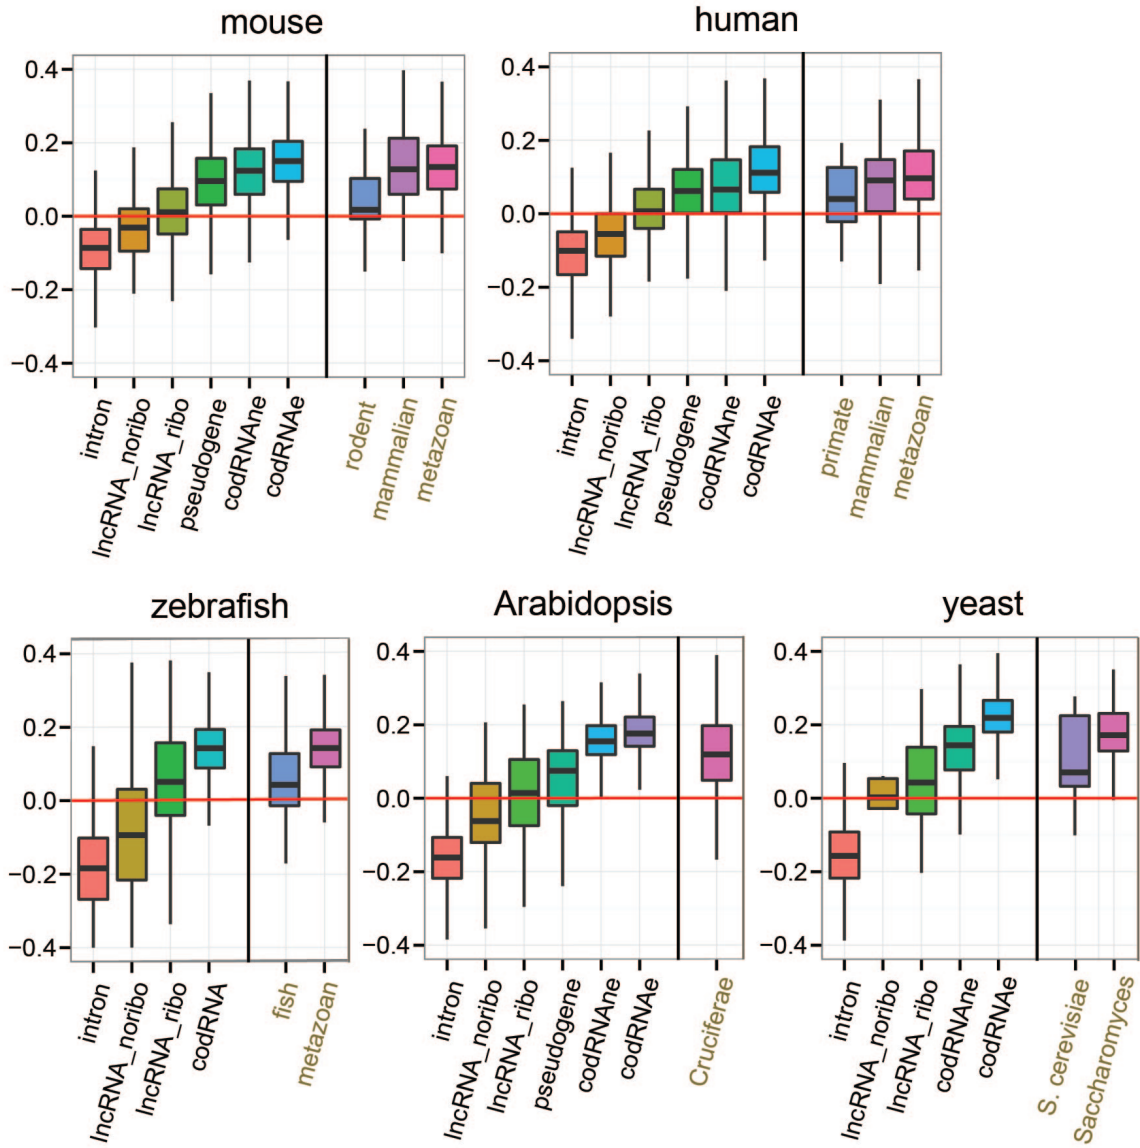 mouse
0.4
0.2
0.0
−0.2
−0.4
intron
lncRNA_noribo
lncRNA_ribo
pseudogene
codRNAne
codRNAe
rodent
mammalian
metazoan
human
0.4
0.2
0.0
−0.2
−0.4
intron
lncRNA_noribo
lncRNA_ribo
pseudogene
codRNAne
codRNAe
primate
mammalian
metazoan
zebrafish
0.4
0.2
0.0
−0.2
−0.4
intron
lncRNA_noribo
lncRNA_ribo
codRNA
fish
metazoan
Arabidopsis
0.4
0.2
0.0
−0.2
−0.4
intron
lncRNA_noribo
lncRNA_ribo
pseudogene
codRNAne
codRNAe
Cruciferae
yeast
0.4
0.2
0.0
−0.2
−0.4
intron
lncRNA_noribo
lncRNA_ribo
codRNAne
codRNAe
S. cerevisiae
Saccharomyces